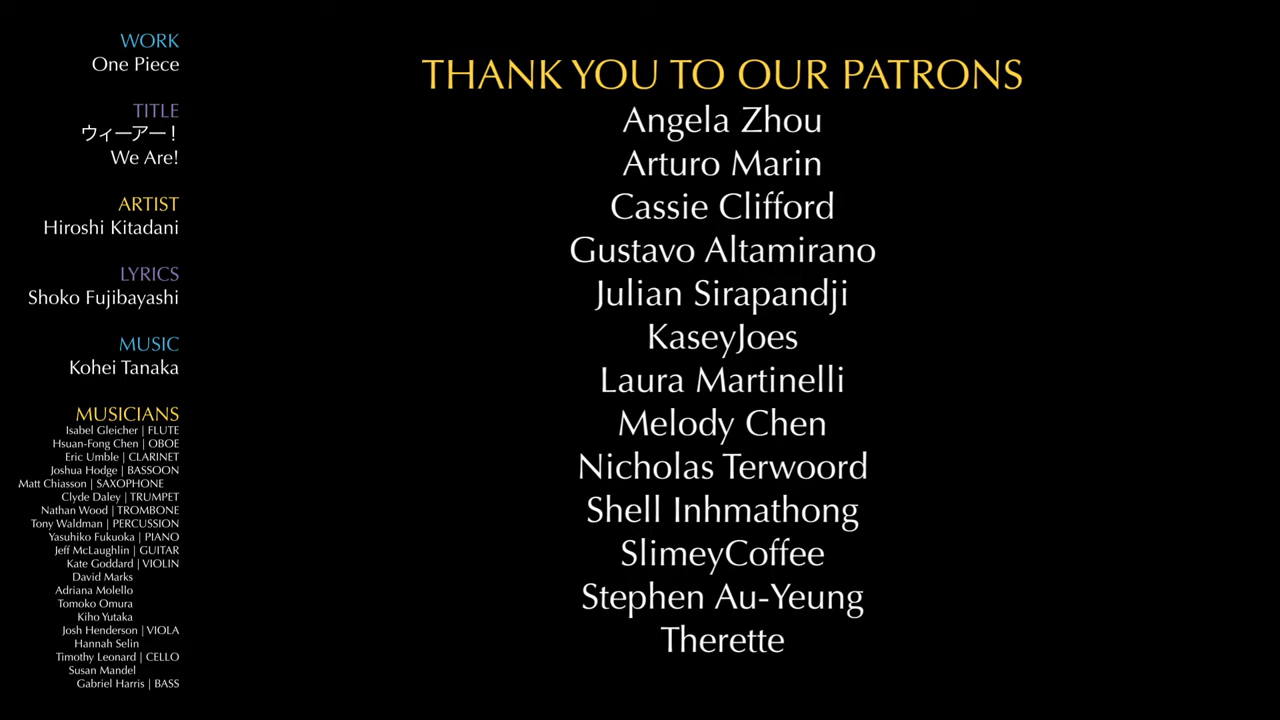 WORK
One Piece
TITLE
ウィーアー！
We Are!
ARTIST
Hiroshi Kitadani
LYRICS
Shoko Fujibayashi
MUSIC
Kohei Tanaka
MUSICIANS
Isabel Gleicher | FLUTE
Hsuan-Fong Chen | OBOE
Eric Umble | CLARINET
Joshua Hodge | BASSOON
Matt Chiasson | SAXOPHONE
Clyde Daley | TRUMPET
Nathan Wood | TROMBONE
Tony Waldman | PERCUSSION
Yasuhiko Fukuoka | PIANO
Jeff McLaughlin | GUITAR
Kate Goddard | VIOLIN
David Marks
Adriana Molello
Tomoko Omura
Kiho Yutaka
Josh Henderson | VIOLA
Hannah Selin
Timothy Leonard | CELLO
Susan Mandel
Gabriel Harris | BASS
THANK YOU TO OUR PATRONS
Angela Zhou
Arturo Marin
Cassie Clifford
Gustavo Altamirano
Julian Sirapandji
KaseyJoes
Laura Martinelli
Melody Chen
Nicholas Terwoord
Shell Inhmathong
SlimeyCoffee
Stephen Au-Yeung
Therette